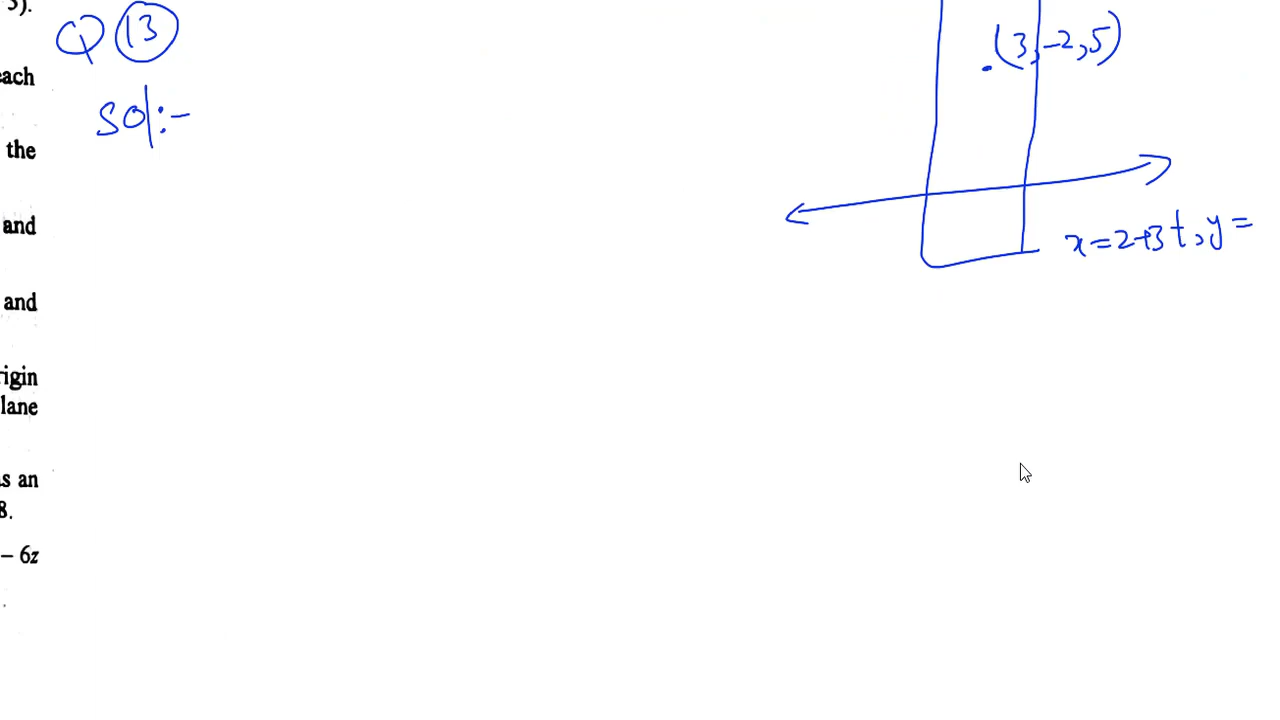 3).
Q 13
(3, -2, 5)
each
Sol:-
the
and
x = 2+3t, y =
and
rigin
lane
s an
8.
– 6z
.